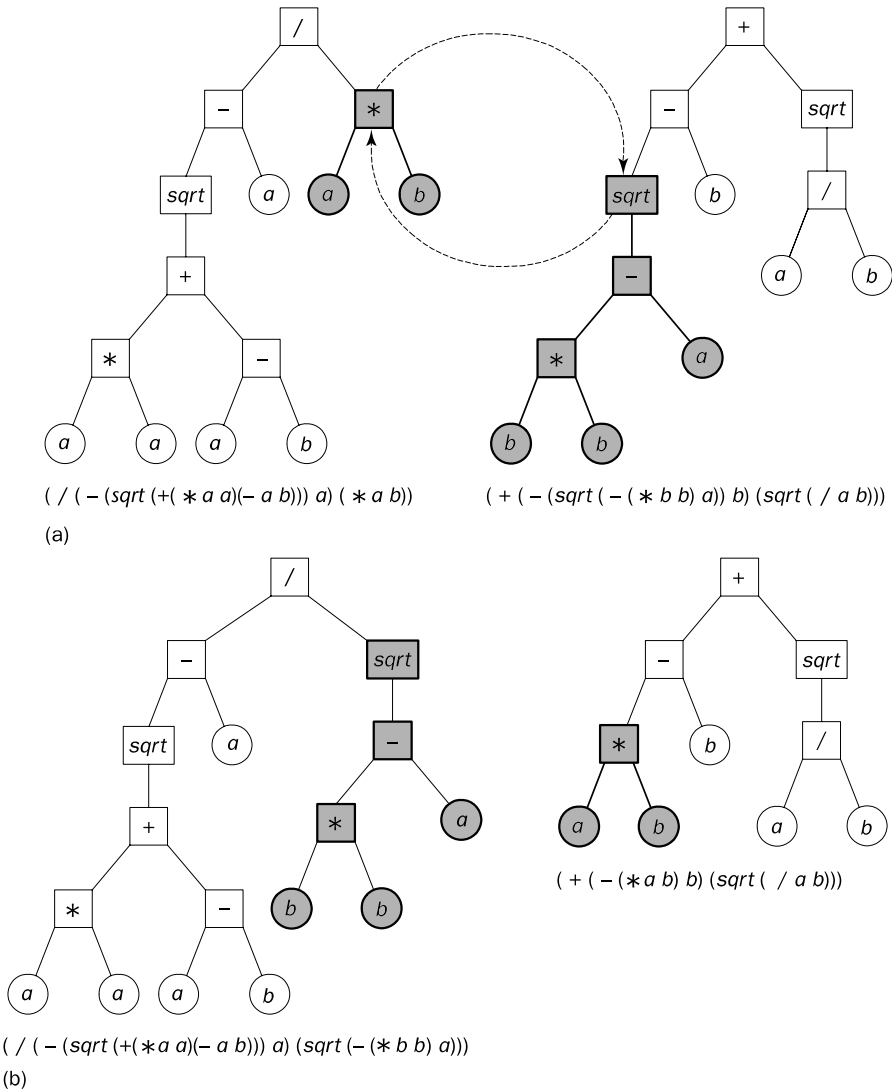 / +
– * – sqrt
sqrt a a b sqrt b /
+ – a b
* – * a
a a a b b b
( / ( – (sqrt (+( * a a)(– a b))) a) ( * a b)) ( + ( – (sqrt ( – ( * b b) a)) b) (sqrt ( / a b)))
(a)
/ +
– sqrt – sqrt
sqrt a – * b /
+ * a a b a b
( + ( – (* a b) b) (sqrt ( / a b)))
* – b b
a a a b
( / ( – (sqrt (+(* a a)(– a b))) a) (sqrt (– (* b b) a)))
(b)